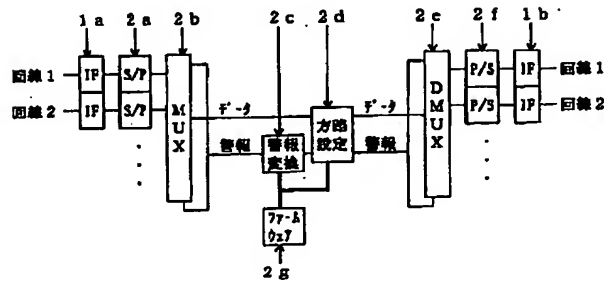 1a 2a 2b 2c 2d 2e 2f 1b
回線1 IF S/P MUX DMUX P/S IF 回線1
回線2 IF S/P P/S IF 回線2
データ 方路設定 データ
警報 警報変換 警報
ファームウェア
2g